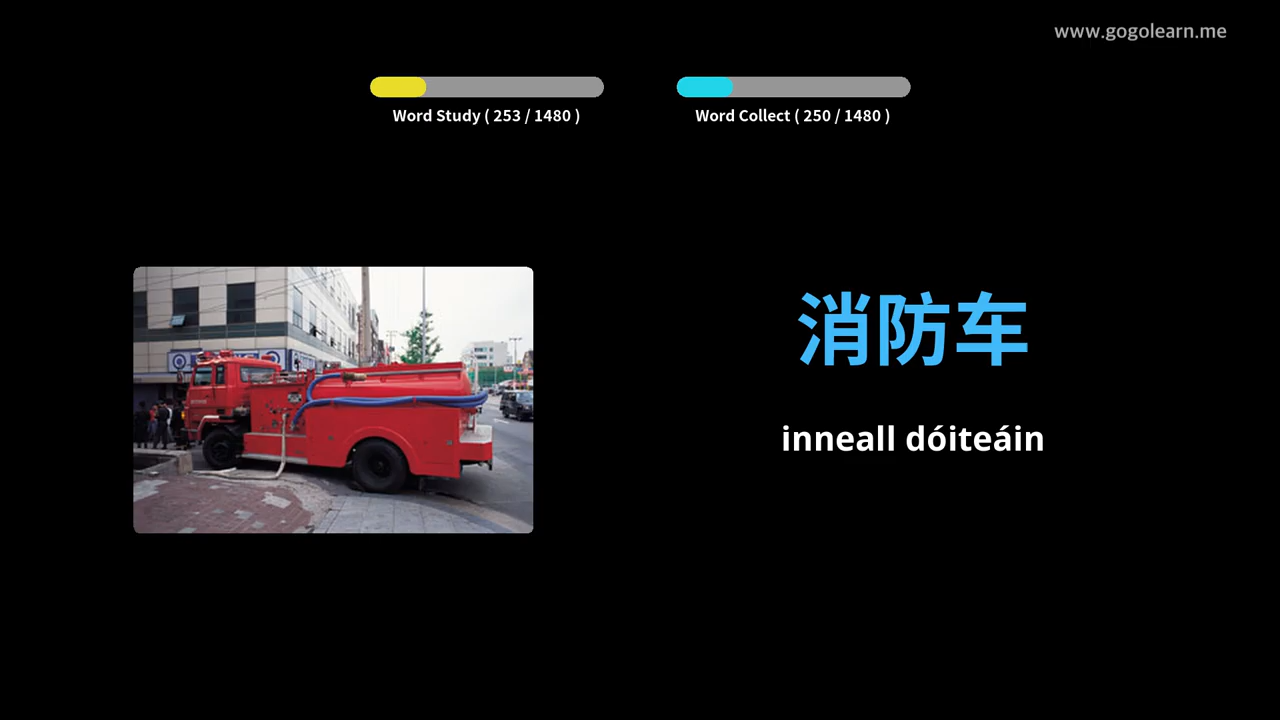 www.gogolearn.me
Word Study ( 253 / 1480 )
Word Collect ( 250 / 1480 )
消防车
inneall dóiteáin